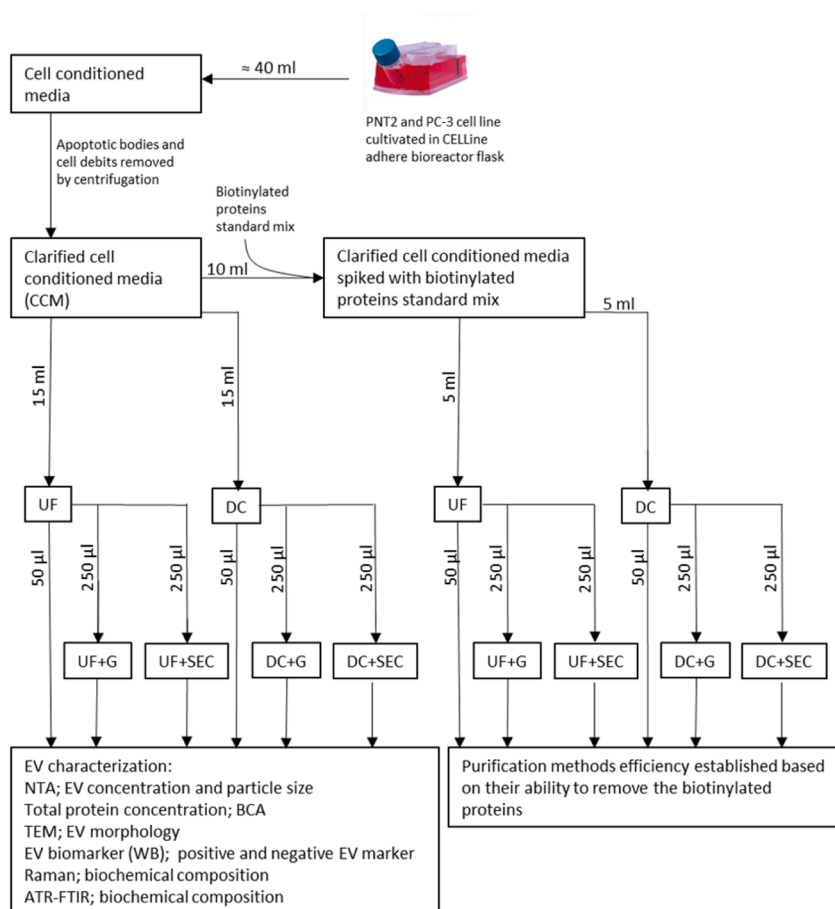 Cell conditioned
media
≈ 40 ml
PNT2 and PC-3 cell line
cultivated in CELLine
adhere bioreactor flask
Apoptotic bodies and
cell debits removed
by centrifugation
Biotinylated
proteins
standard mix
Clarified cell
conditioned media
(CCM)
10 ml
Clarified cell conditioned media
spiked with biotinylated
proteins standard mix
5 ml
15 ml
15 ml
5 ml
UF
DC
UF
DC
50 µl
250 µl
250 µl
50 µl
250 µl
250 µl
50 µl
250 µl
250 µl
50 µl
250 µl
250 µl
UF+G
UF+SEC
DC+G
DC+SEC
UF+G
UF+SEC
DC+G
DC+SEC
EV characterization:
NTA; EV concentration and particle size
Total protein concentration; BCA
TEM; EV morphology
EV biomarker (WB); positive and negative EV marker
Raman; biochemical composition
ATR-FTIR; biochemical composition
Purification methods efficiency established based
on their ability to remove the biotinylated
proteins